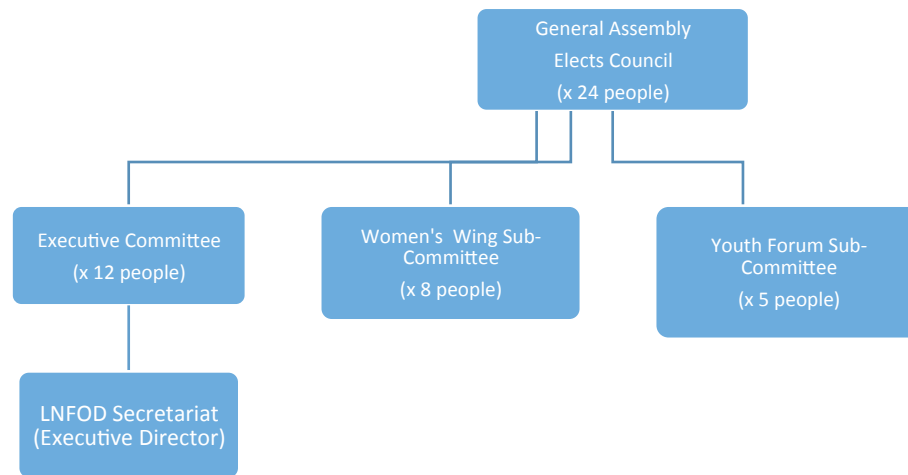 General Assembly
Elects Council
(x 24 people)
Executive Committee
(x 12 people)
Women's  Wing Sub-
Committee
(x 8 people)
Youth Forum Sub-
Committee
(x 5 people)
LNFOD Secretariat
(Executive Director)